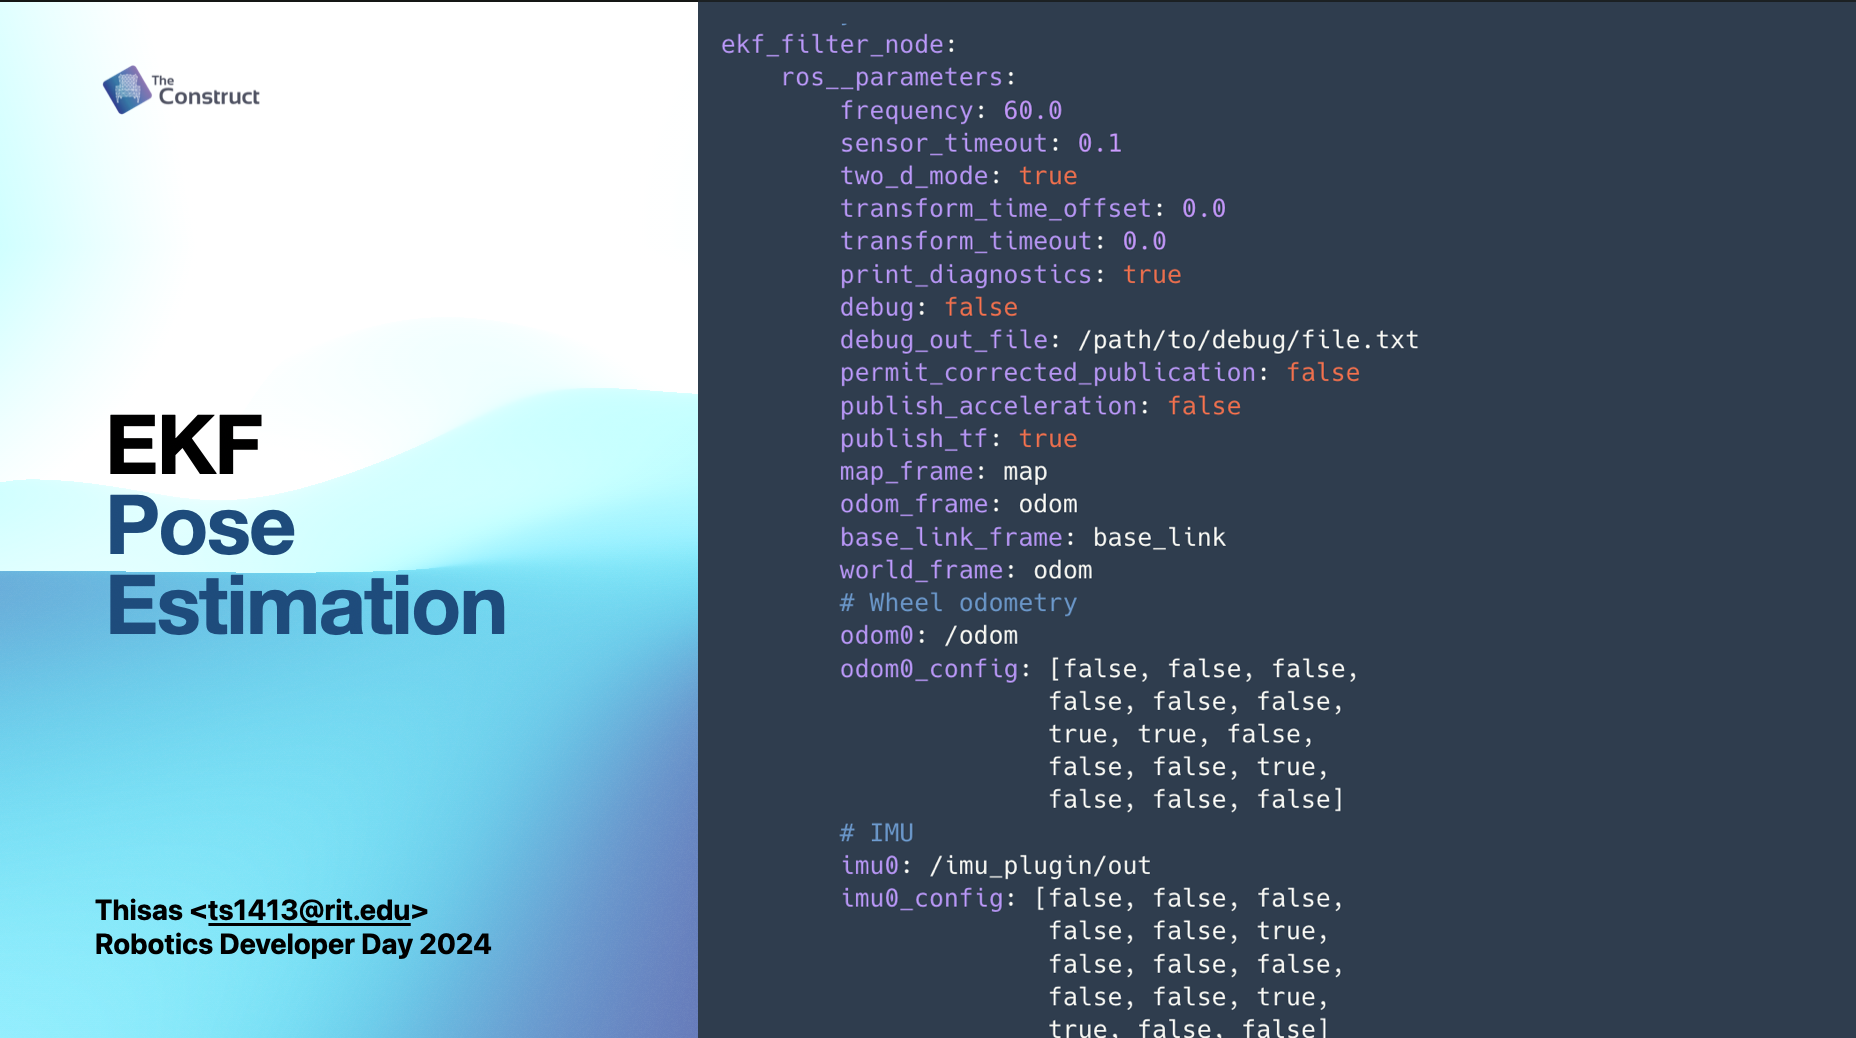 The
Construct
EKF
Pose
Estimation
Thisas <ts1413@rit.edu>
Robotics Developer Day 2024
ekf_filter_node:
ros__parameters:
frequency: 60.0
sensor_timeout: 0.1
two_d_mode: true
transform_time_offset: 0.0
transform_timeout: 0.0
print_diagnostics: true
debug: false
debug_out_file: /path/to/debug/file.txt
permit_corrected_publication: false
publish_acceleration: false
publish_tf: true
map_frame: map
odom_frame: odom
base_link_frame: base_link
world_frame: odom
# Wheel odometry
odom0: /odom
odom0_config: [false, false, false,
false, false, false,
true, true, false,
false, false, true,
false, false, false]
# IMU
imu0: /imu_plugin/out
imu0_config: [false, false, false,
false, false, true,
false, false, false,
false, false, true,
true, false, false]